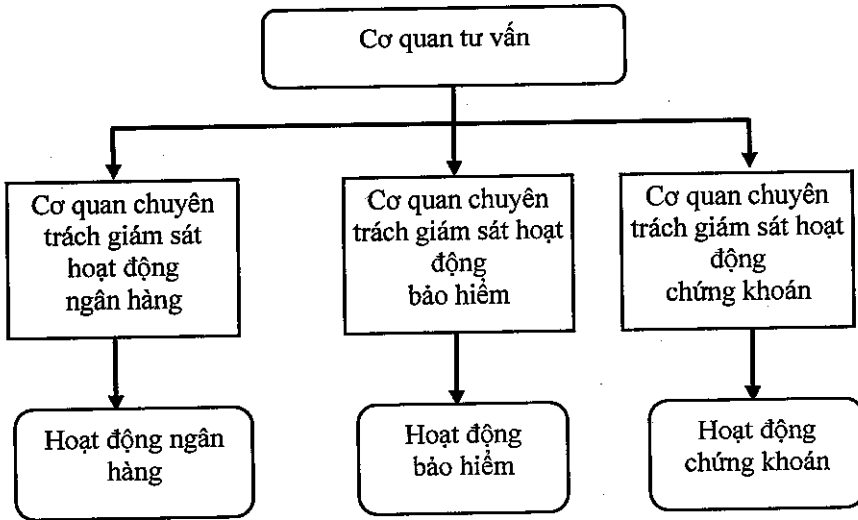 Cơ quan tư vấn
Cơ quan chuyên
trách giám sát
hoạt động
ngân hàng
Cơ quan chuyên
trách giám sát hoạt
động
bảo hiểm
Cơ quan chuyên
trách giám sát hoạt
động
chứng khoán
Hoạt động ngân
hàng
Hoạt động
bảo hiểm
Hoạt động
chứng khoán